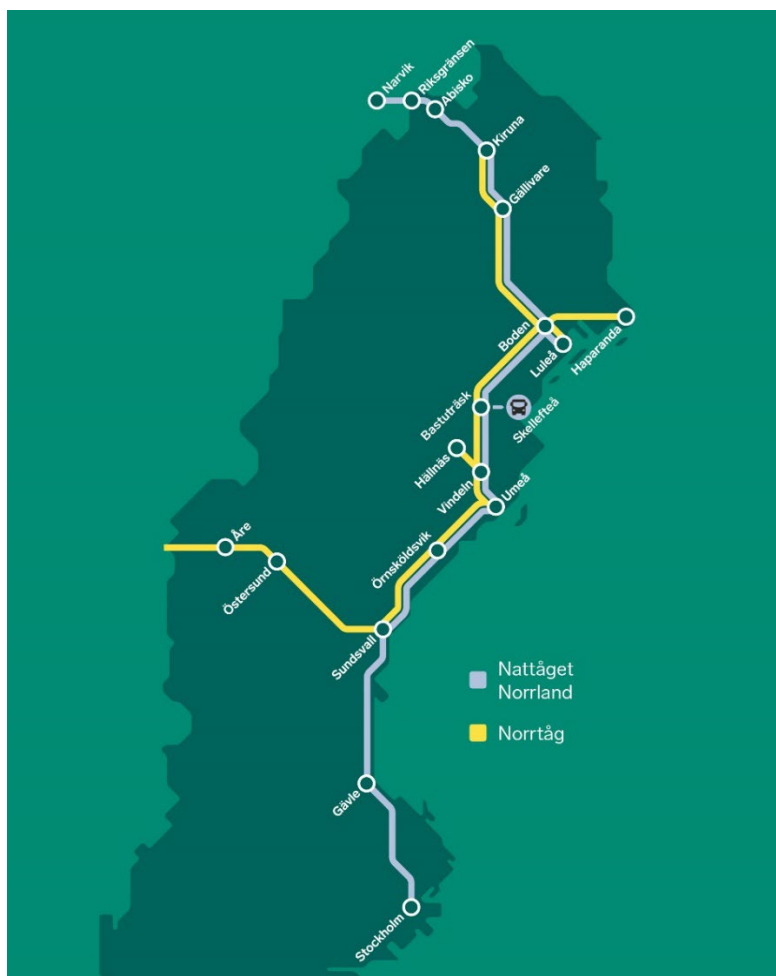 Narvik
Riksgränsen
Abisko
Kiruna
Gällivare
Boden
Luleå
Haparanda
Bastuträsk
Skellefteå
Hällnäs
Vindeln
Umeå
Örnsköldsvik
Åre
Östersund
Sundsvall
Nattåget
Norrland
Norrtåg
Gävle
Stockholm